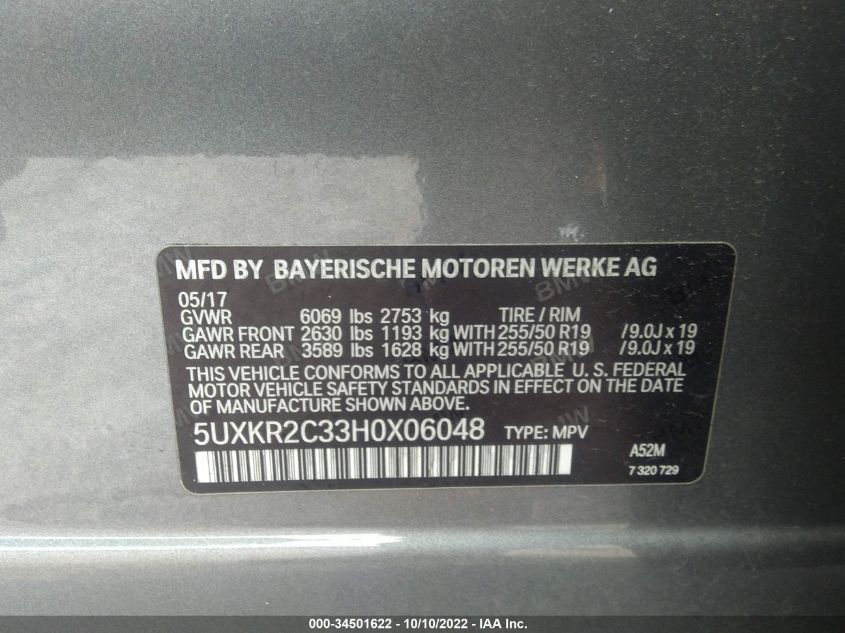 MFD BY BAYERISCHE MOTOREN WERKE AG
05/17
GVWR 6069 lbs 2753 kg TIRE / RIM
GAWR FRONT 2630 lbs 1193 kg WITH 255/50 R19 /9.0J x 19
GAWR REAR 3589 lbs 1628 kg WITH 255/50 R19 /9.0J x 19
THIS VEHICLE CONFORMS TO ALL APPLICABLE U. S. FEDERAL
MOTOR VEHICLE SAFETY STANDARDS IN EFFECT ON THE DATE
OF MANUFACTURE SHOWN ABOVE.
5UXKR2C33H0X06048 TYPE: MPV
A52M
7 320 729
000-34501622 - 10/10/2022 - IAA Inc.